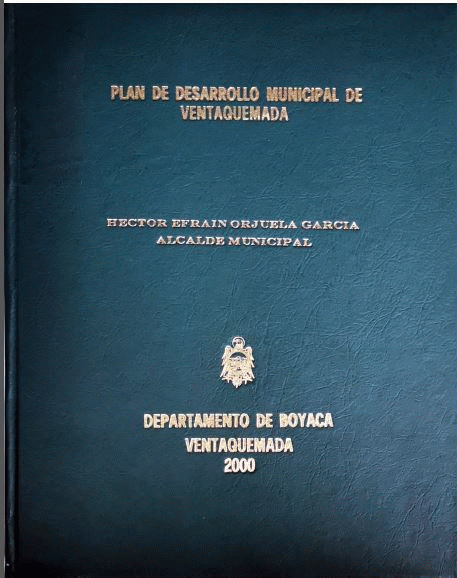 PLAN DE DESARROLLO MUNICIPAL DE
VENTAQUEMADA
HECTOR EFRAIN ORJUELA GARCIA
ALCALDE MUNICIPAL
DEPARTAMENTO DE BOYACA
VENTAQUEMADA
2000